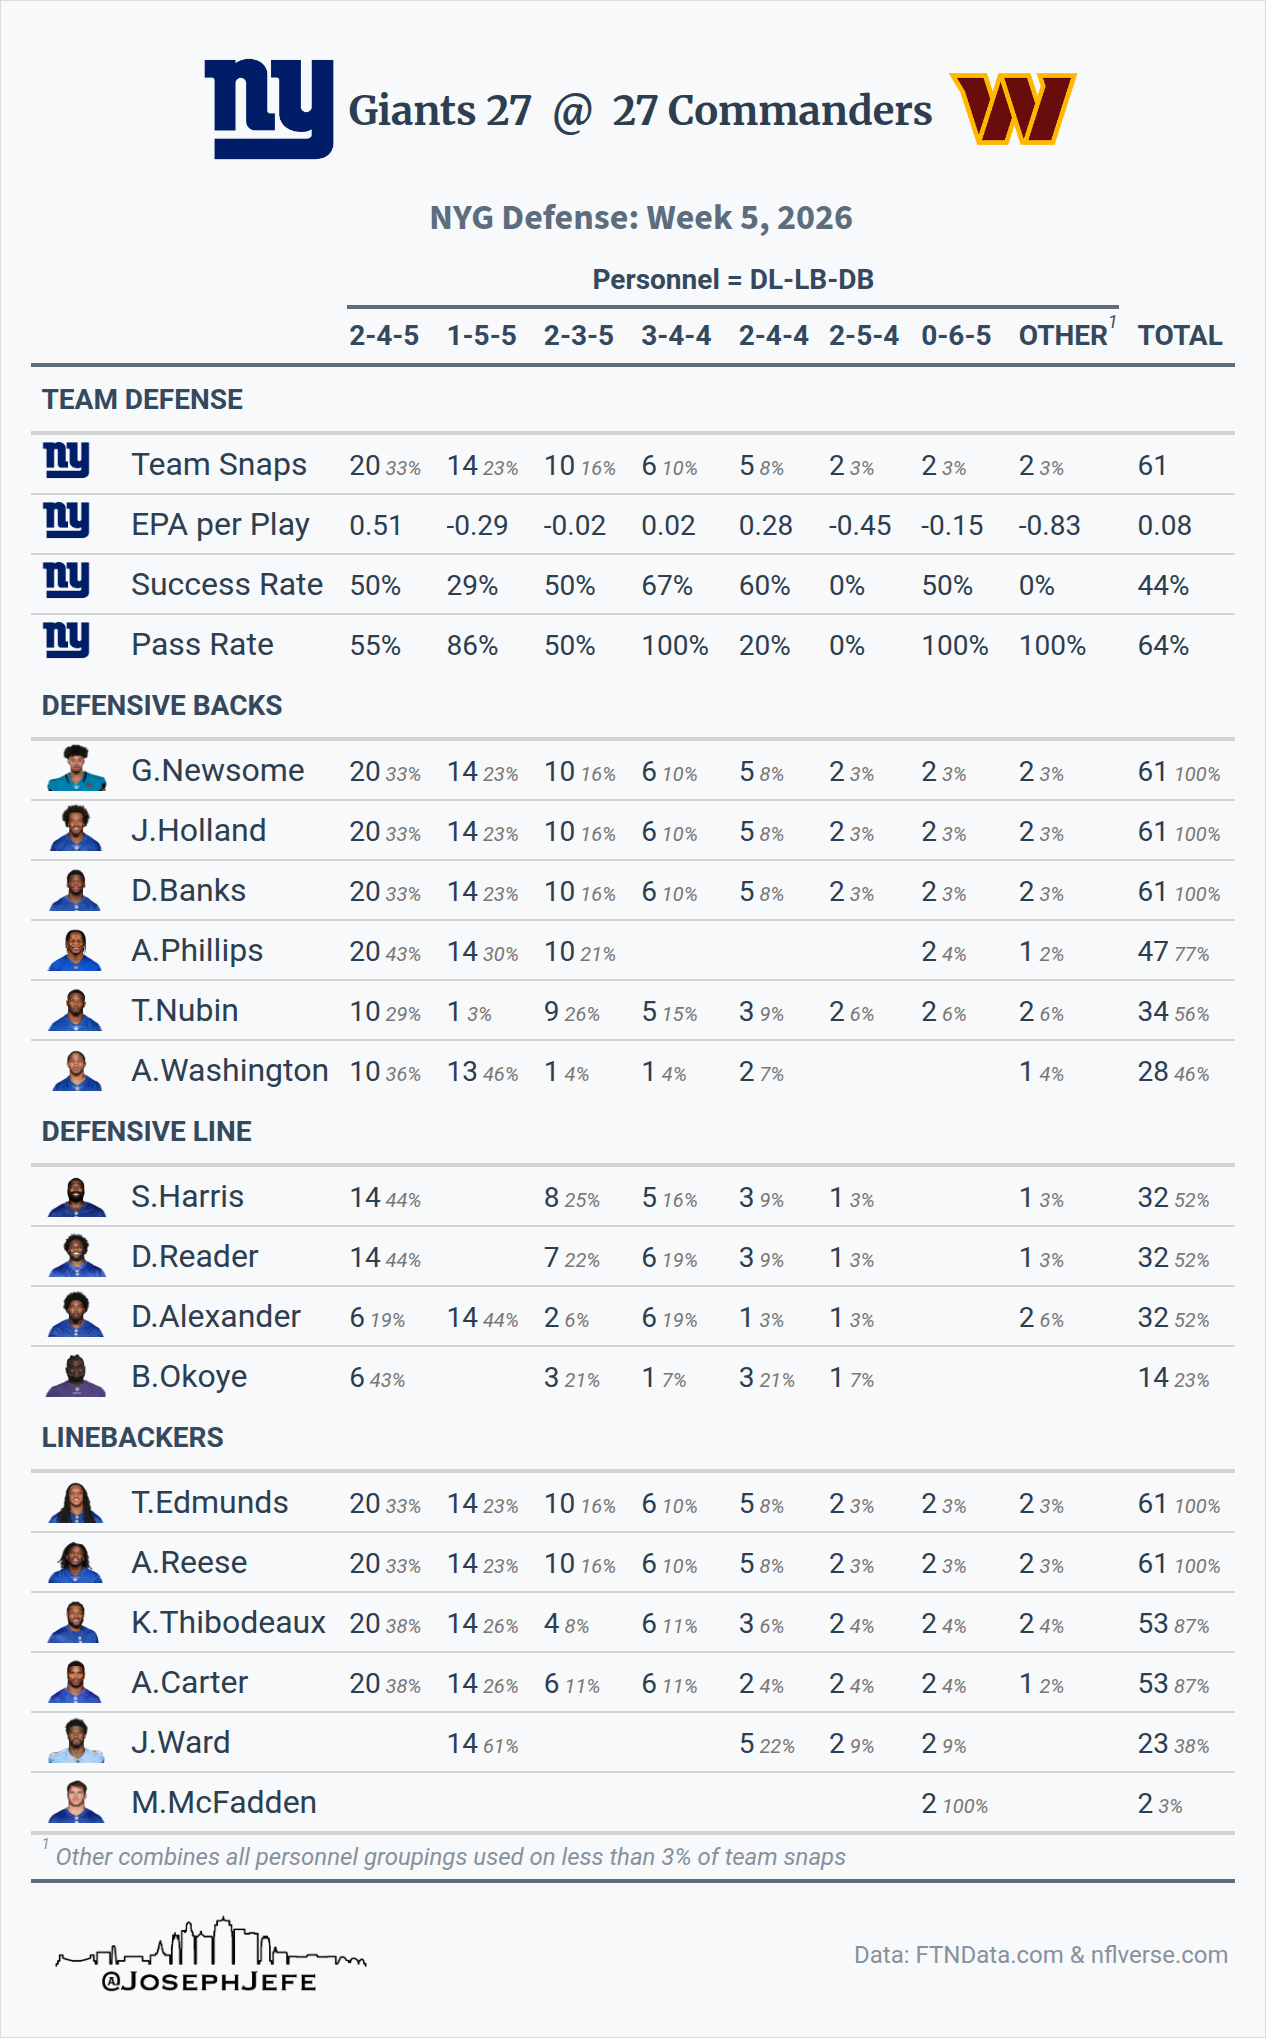 ny Giants 27 @ 27 Commanders W
NYG Defense: Week 5, 2026
Personnel = DL-LB-DB
2-4-5 1-5-5 2-3-5 3-4-4 2-4-4 2-5-4 0-6-5 OTHER¹ TOTAL
TEAM DEFENSE
ny Team Snaps 20 33% 14 23% 10 16% 6 10% 5 8% 2 3% 2 3% 2 3% 61
ny EPA per Play 0.51 -0.29 -0.02 0.02 0.28 -0.45 -0.15 -0.83 0.08
ny Success Rate 50% 29% 50% 67% 60% 0% 50% 0% 44%
ny Pass Rate 55% 86% 50% 100% 20% 0% 100% 100% 64%
DEFENSIVE BACKS
G.Newsome 20 33% 14 23% 10 16% 6 10% 5 8% 2 3% 2 3% 2 3% 61 100%
J.Holland 20 33% 14 23% 10 16% 6 10% 5 8% 2 3% 2 3% 2 3% 61 100%
D.Banks 20 33% 14 23% 10 16% 6 10% 5 8% 2 3% 2 3% 2 3% 61 100%
A.Phillips 20 43% 14 30% 10 21% 2 4% 1 2% 47 77%
T.Nubin 10 29% 1 3% 9 26% 5 15% 3 9% 2 6% 2 6% 2 6% 34 56%
A.Washington 10 36% 13 46% 1 4% 1 4% 2 7% 1 4% 28 46%
DEFENSIVE LINE
S.Harris 14 44% 8 25% 5 16% 3 9% 1 3% 1 3% 32 52%
D.Reader 14 44% 7 22% 6 19% 3 9% 1 3% 1 3% 32 52%
D.Alexander 6 19% 14 44% 2 6% 6 19% 1 3% 1 3% 2 6% 32 52%
B.Okoye 6 43% 3 21% 1 7% 3 21% 1 7% 14 23%
LINEBACKERS
T.Edmunds 20 33% 14 23% 10 16% 6 10% 5 8% 2 3% 2 3% 2 3% 61 100%
A.Reese 20 33% 14 23% 10 16% 6 10% 5 8% 2 3% 2 3% 2 3% 61 100%
K.Thibodeaux 20 38% 14 26% 4 8% 6 11% 3 6% 2 4% 2 4% 2 4% 53 87%
A.Carter 20 38% 14 26% 6 11% 6 11% 2 4% 2 4% 2 4% 1 2% 53 87%
J.Ward 14 61% 5 22% 2 9% 2 9% 23 38%
M.McFadden 2 100% 2 3%
¹ Other combines all personnel groupings used on less than 3% of team snaps
@JOSEPHJEFE
Data: FTNData.com & nflverse.com